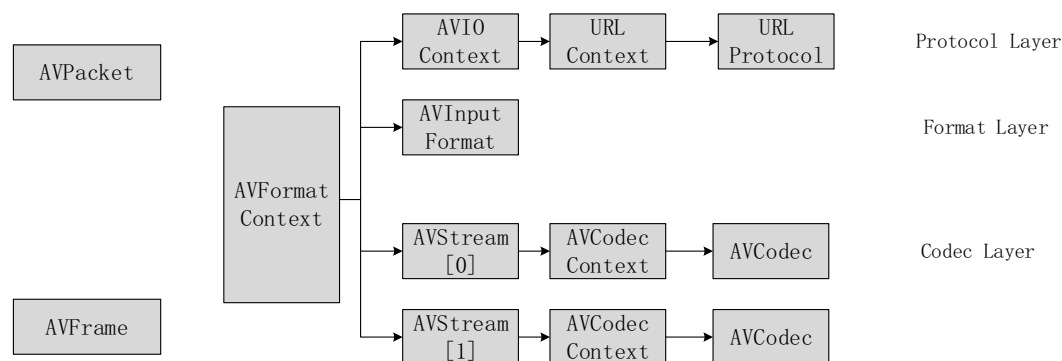 AVPacket
AVFrame
AVFormat
Context
AVIO
Context
URL
Context
URL
Protocol
Protocol Layer
AVInput
Format
Format Layer
AVStream
[0]
AVCodec
Context
AVCodec
Codec Layer
AVStream
[1]
AVCodec
Context
AVCodec